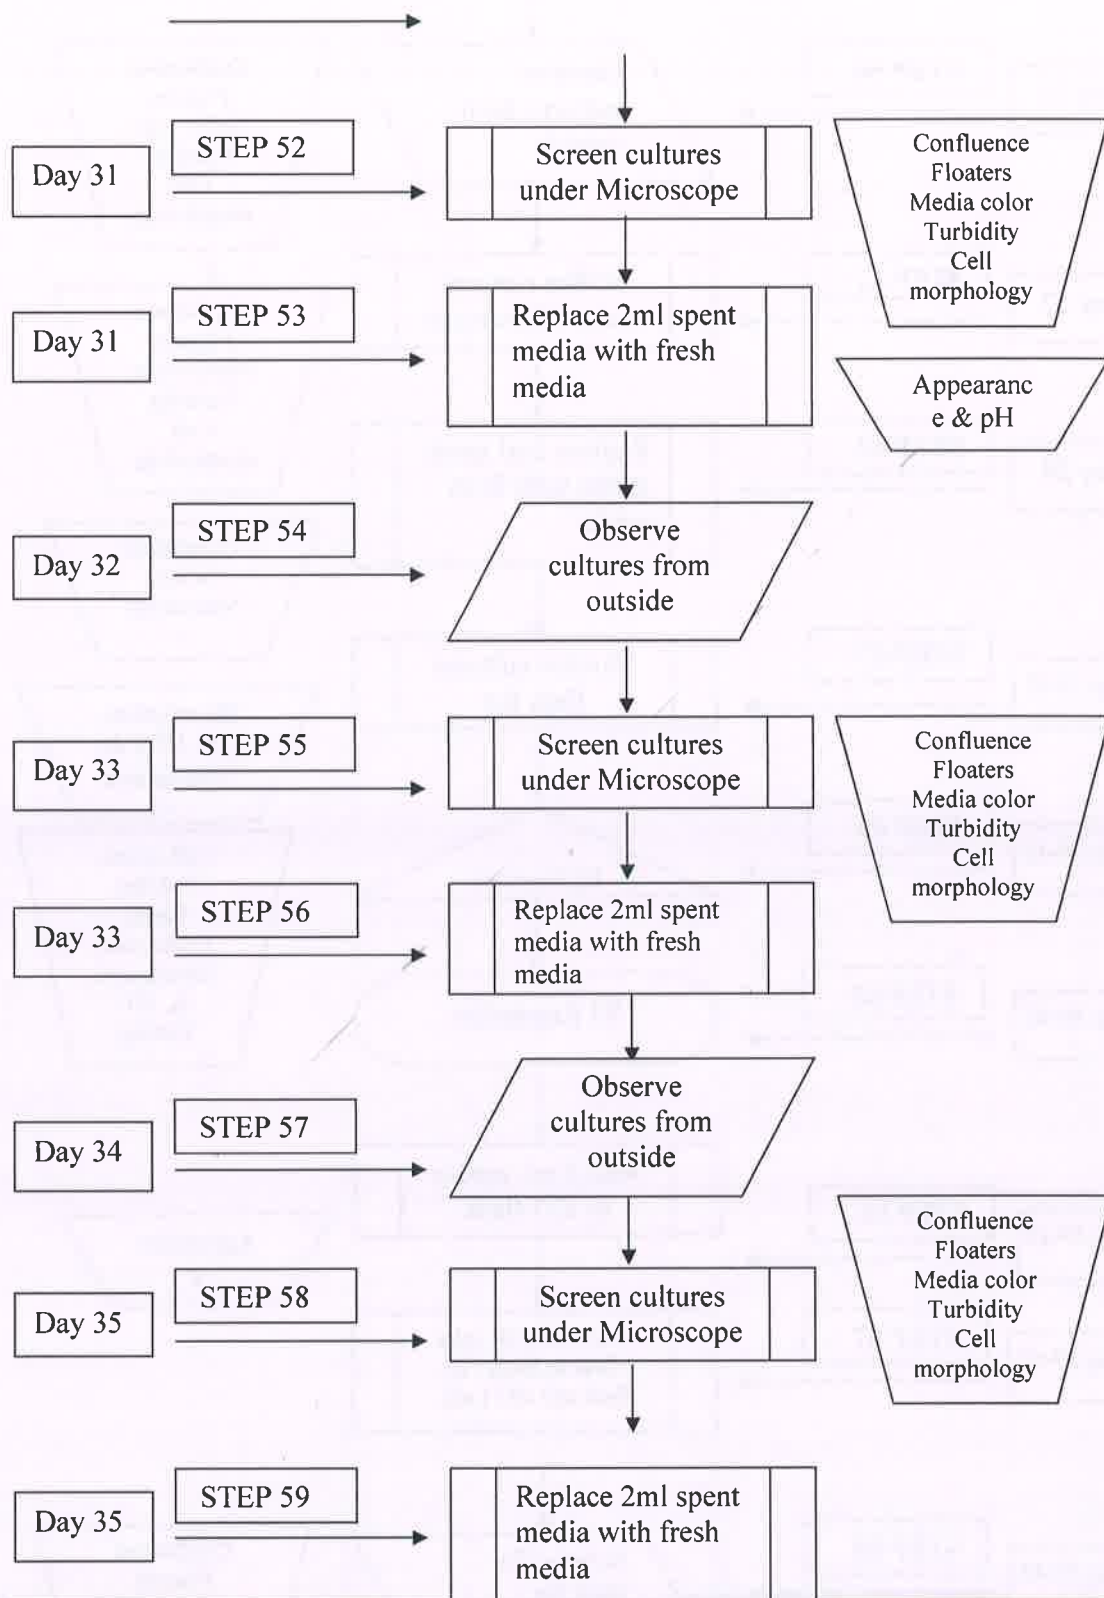 Day 31
STEP 52
Screen cultures
under Microscope
Confluence
Floaters
Media color
Turbidity
Cell
morphology
Day 31
STEP 53
Replace 2ml spent
media with fresh
media
Appearanc
e & pH
Day 32
STEP 54
Observe
cultures from
outside
Day 33
STEP 55
Screen cultures
under Microscope
Confluence
Floaters
Media color
Turbidity
Cell
morphology
Day 33
STEP 56
Replace 2ml spent
media with fresh
media
Day 34
STEP 57
Observe
cultures from
outside
Day 35
STEP 58
Screen cultures
under Microscope
Confluence
Floaters
Media color
Turbidity
Cell
morphology
Day 35
STEP 59
Replace 2ml spent
media with fresh
media